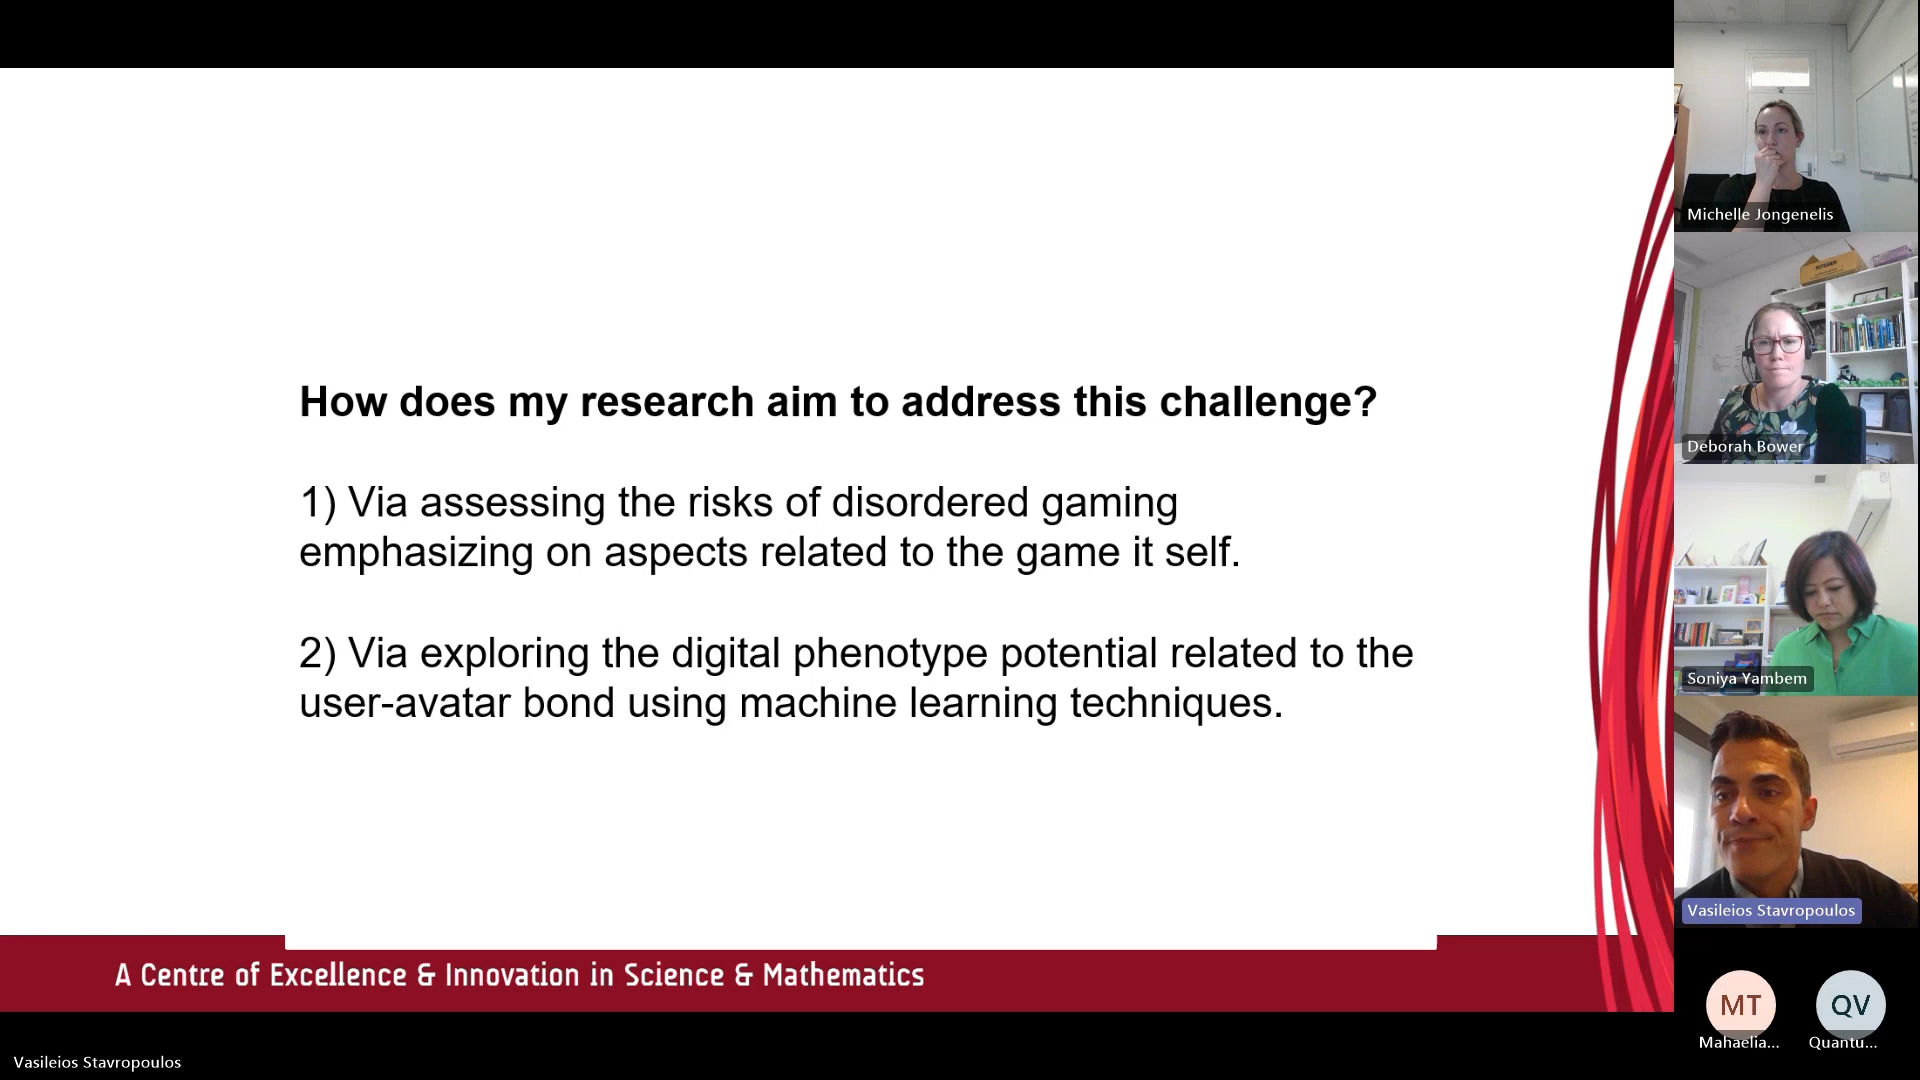 How does my research aim to address this challenge?
1) Via assessing the risks of disordered gaming
emphasizing on aspects related to the game it self.
2) Via exploring the digital phenotype potential related to the
user-avatar bond using machine learning techniques.
A Centre of Excellence & Innovation in Science & Mathematics
Vasileios Stavropoulos
Michelle Jongenelis
Deborah Bower
Soniya Yambem
Vasileios Stavropoulos
MT
Mahaelia...
QV
Quantu...